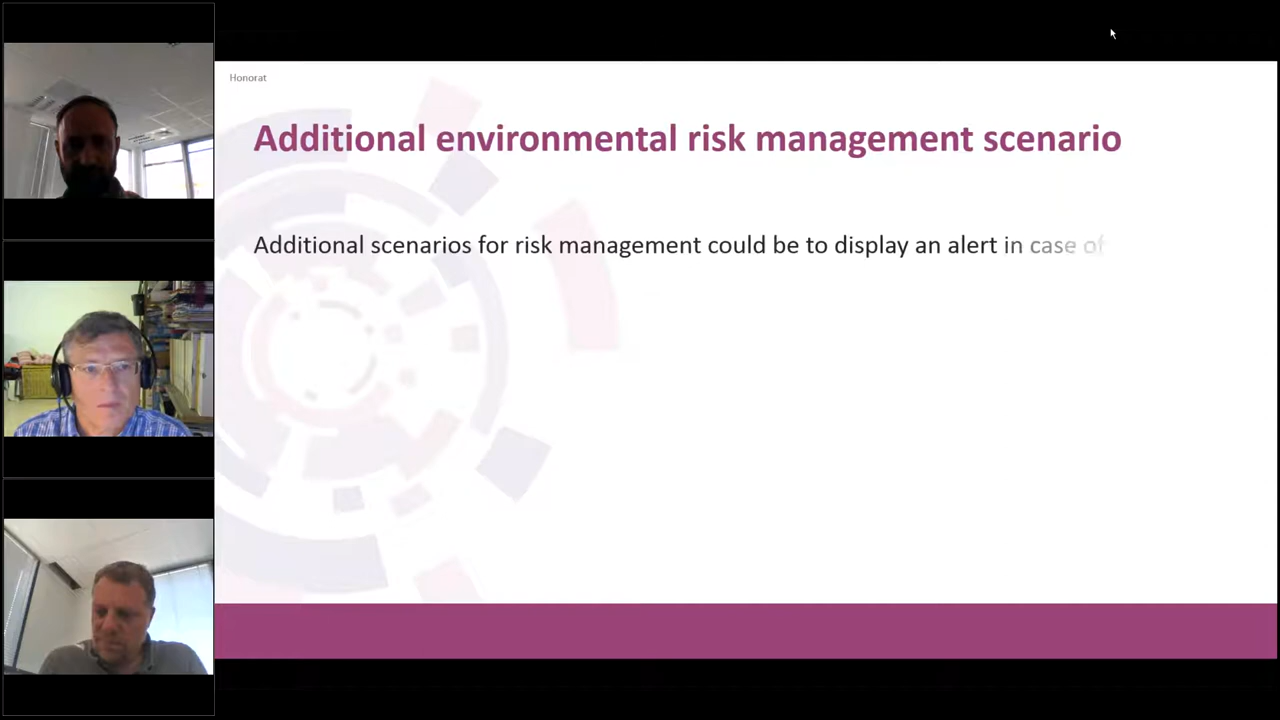 Honorat
Additional environmental risk management scenario
Additional scenarios for risk management could be to display an alert in case of